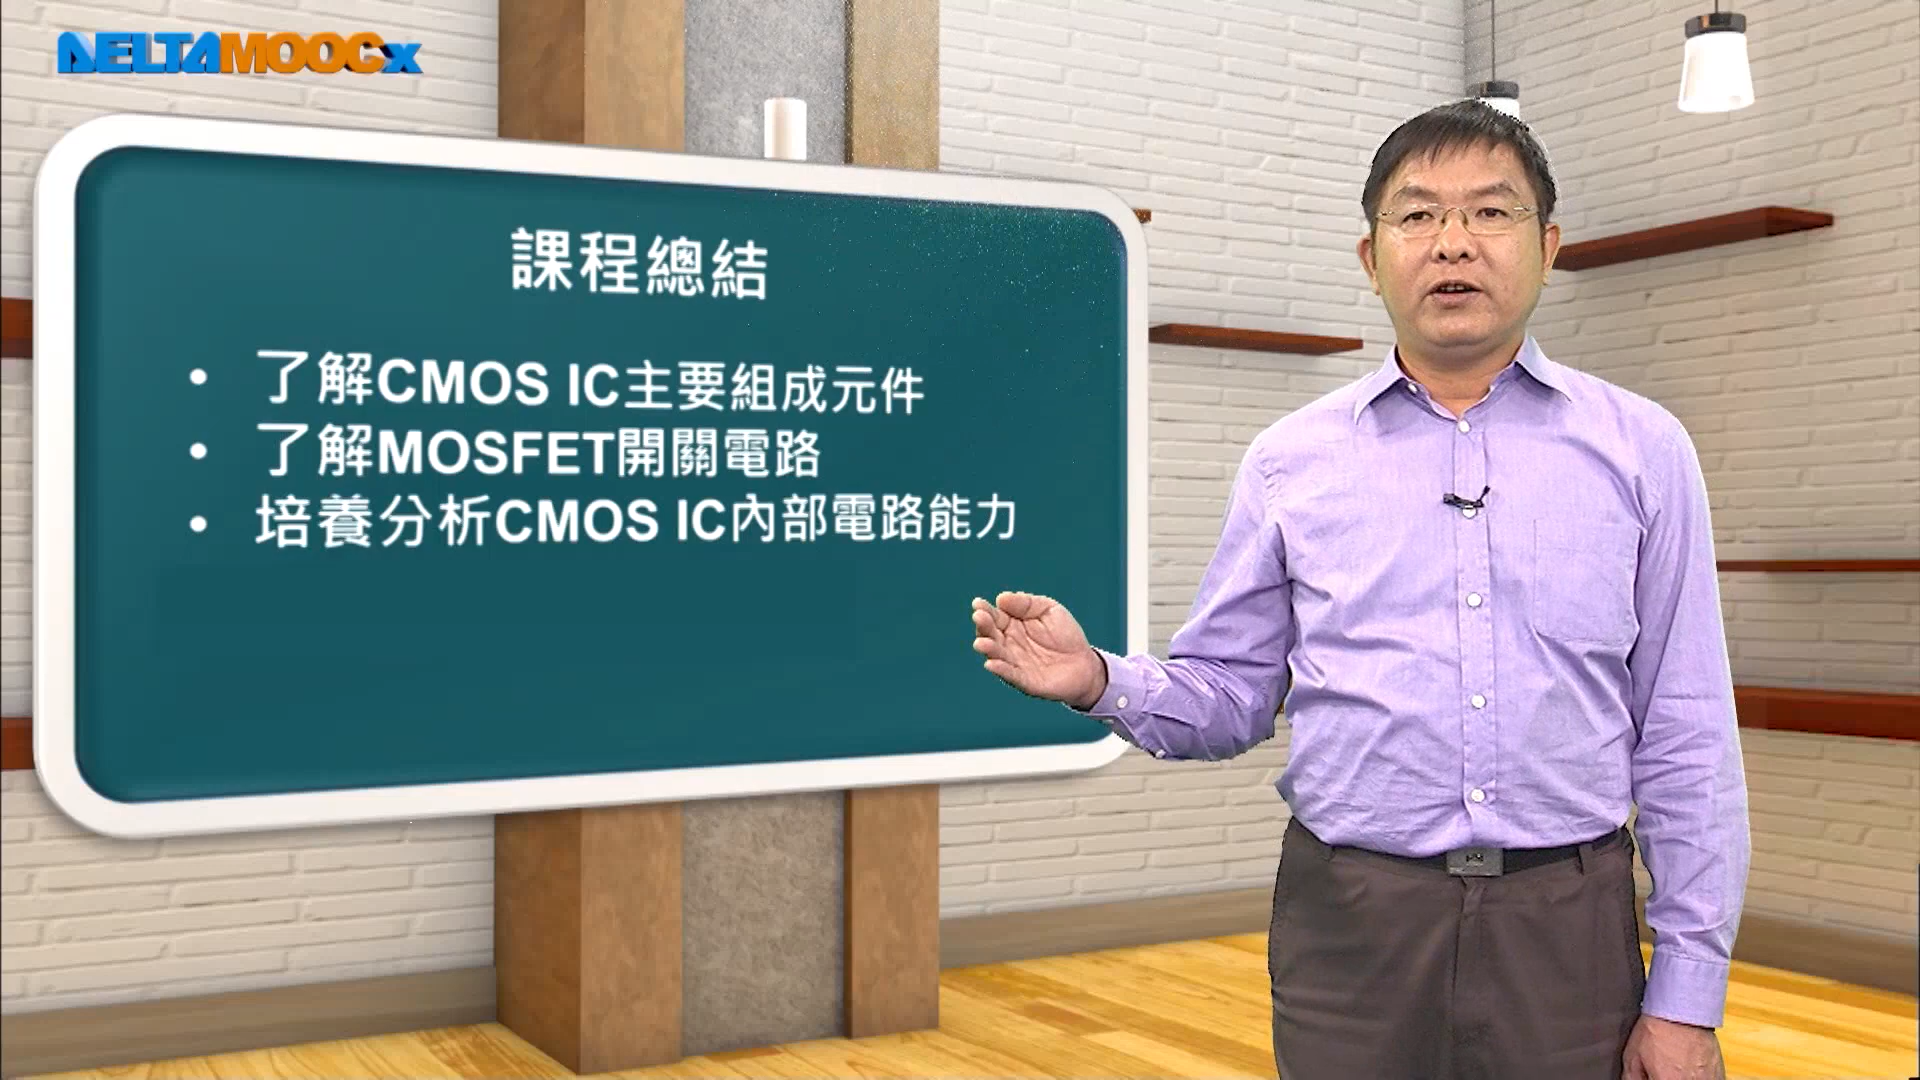 DELTAMOOCx
課程總結
• 了解CMOS IC主要組成元件
• 了解MOSFET開關電路
• 培養分析CMOS IC內部電路能力